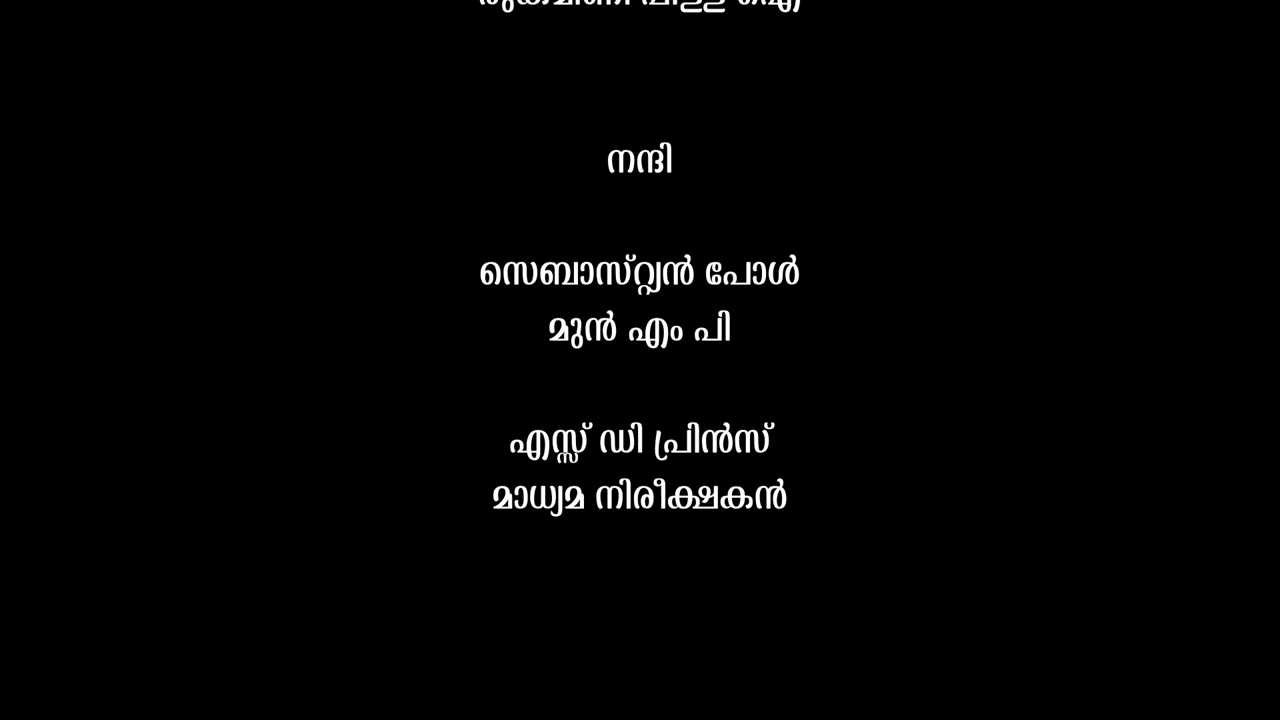 നന്ദി
സെബാസ്റ്റ്യൻ പോൾ
മുൻ എം പി
എസ്സ് ഡി പ്രിൻസ്
മാധ്യമ നിരീക്ഷകൻ